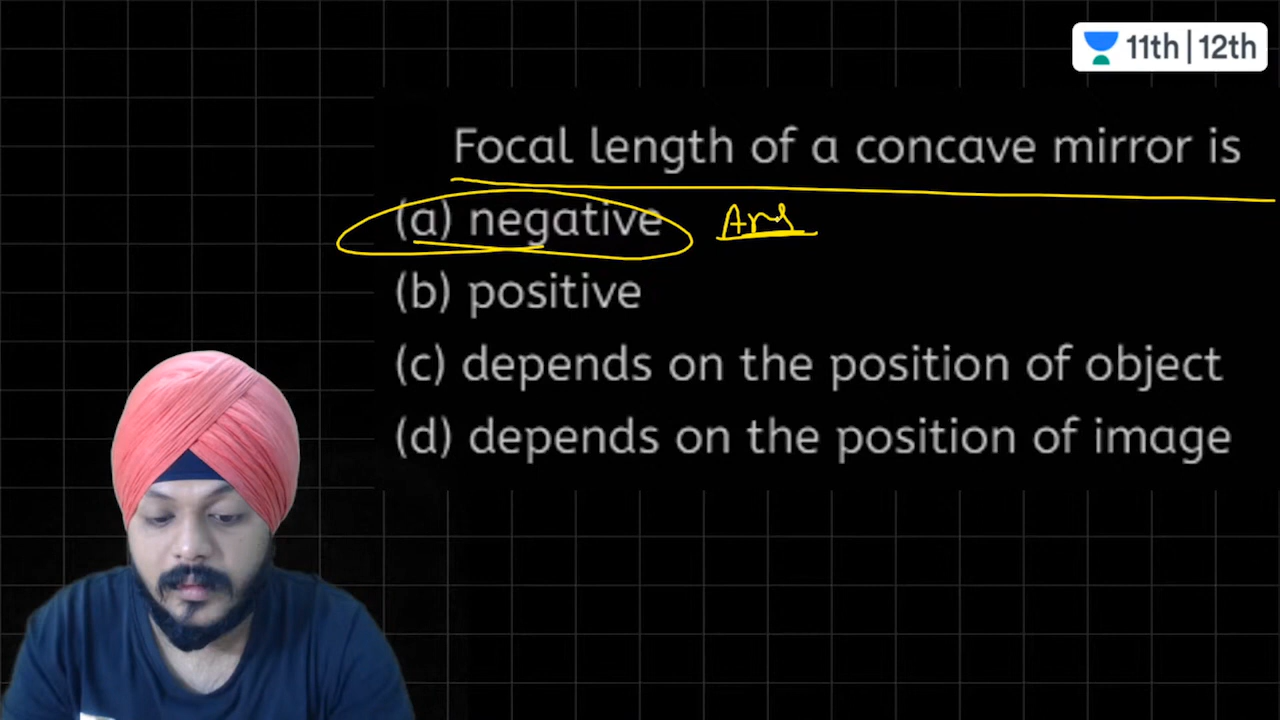 11th | 12th
Focal length of a concave mirror is
(a) negative Ans
(b) positive
(c) depends on the position of object
(d) depends on the position of image